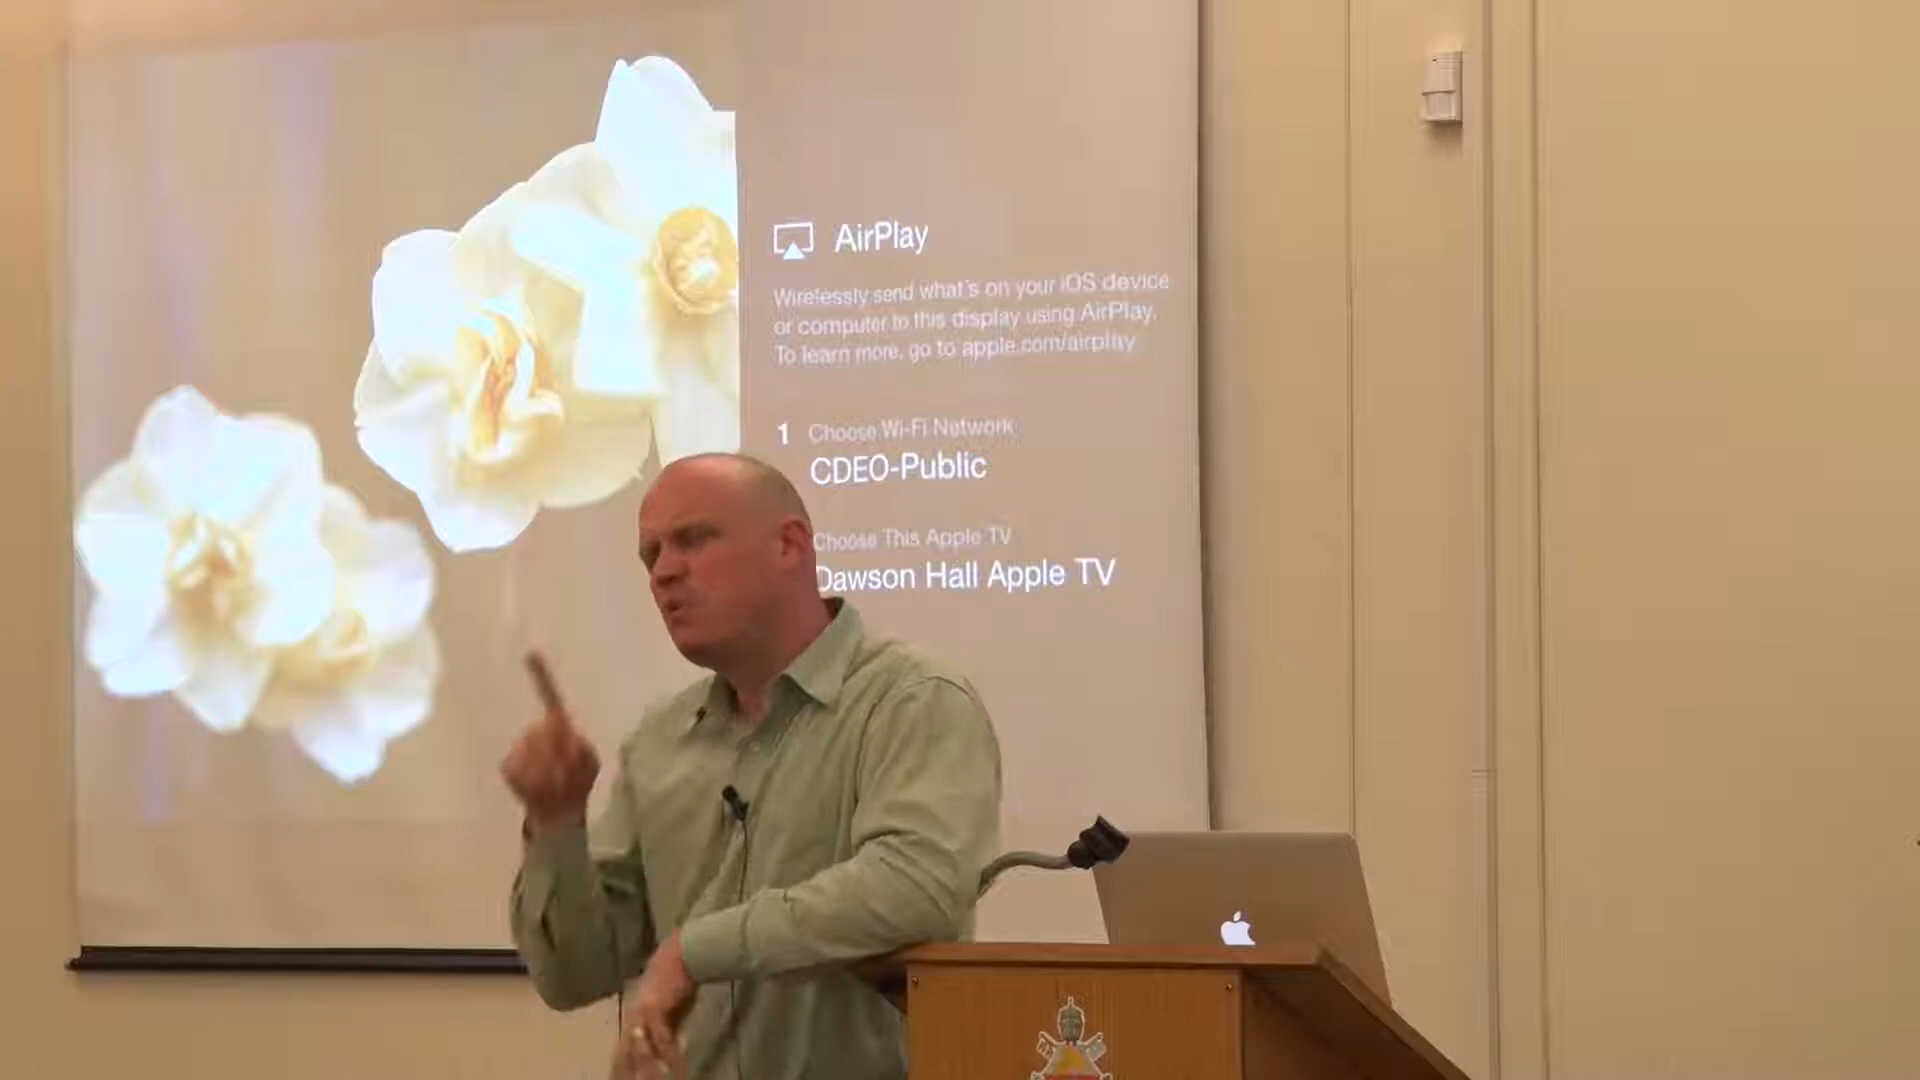 AirPlay
Wirelessly send what's on your iOS device
or computer to this display using AirPlay.
To learn more, go to apple.com/airplay
1 Choose Wi-Fi Network
CDEO-Public
Choose This Apple TV
Dawson Hall Apple TV